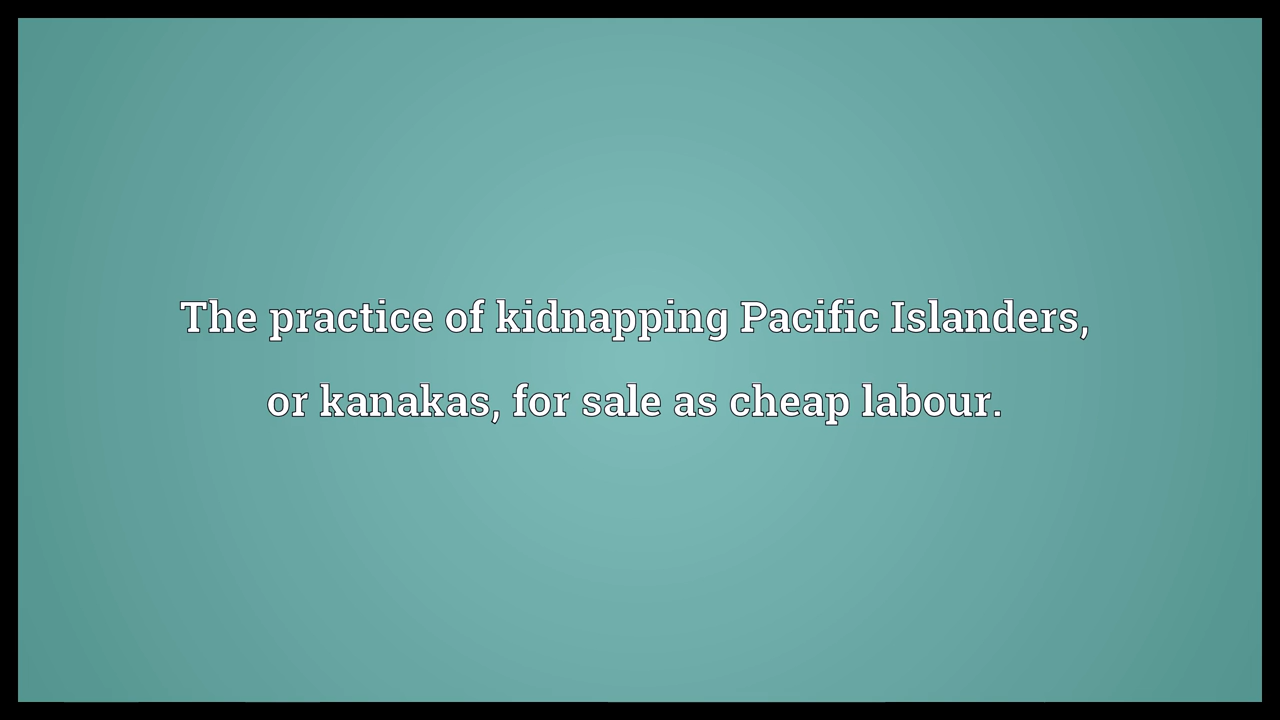 The practice of kidnapping Pacific Islanders,
or kanakas, for sale as cheap labour.